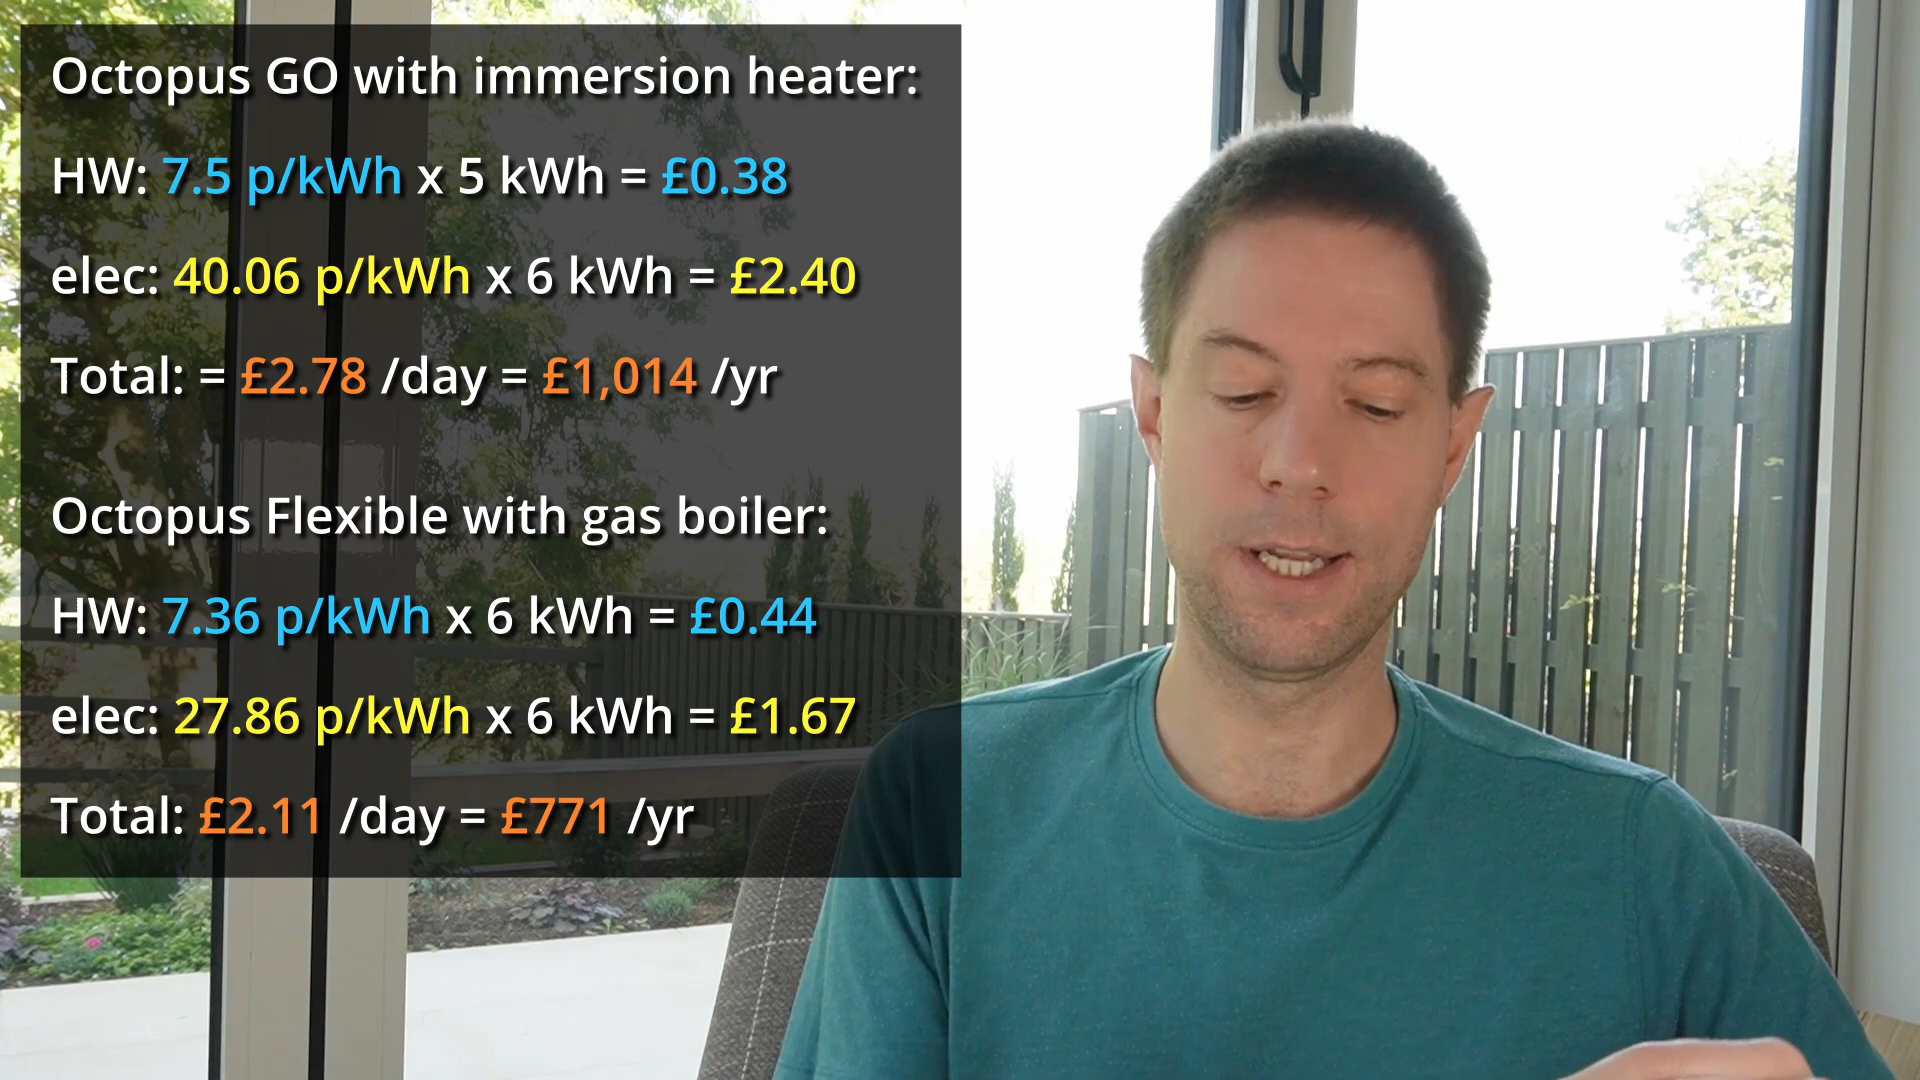 Octopus GO with immersion heater:
HW: 7.5 p/kWh x 5 kWh = £0.38
elec: 40.06 p/kWh x 6 kWh = £2.40
Total: = £2.78 /day = £1,014 /yr
Octopus Flexible with gas boiler:
HW: 7.36 p/kWh x 6 kWh = £0.44
elec: 27.86 p/kWh x 6 kWh = £1.67
Total: £2.11 /day = £771 /yr